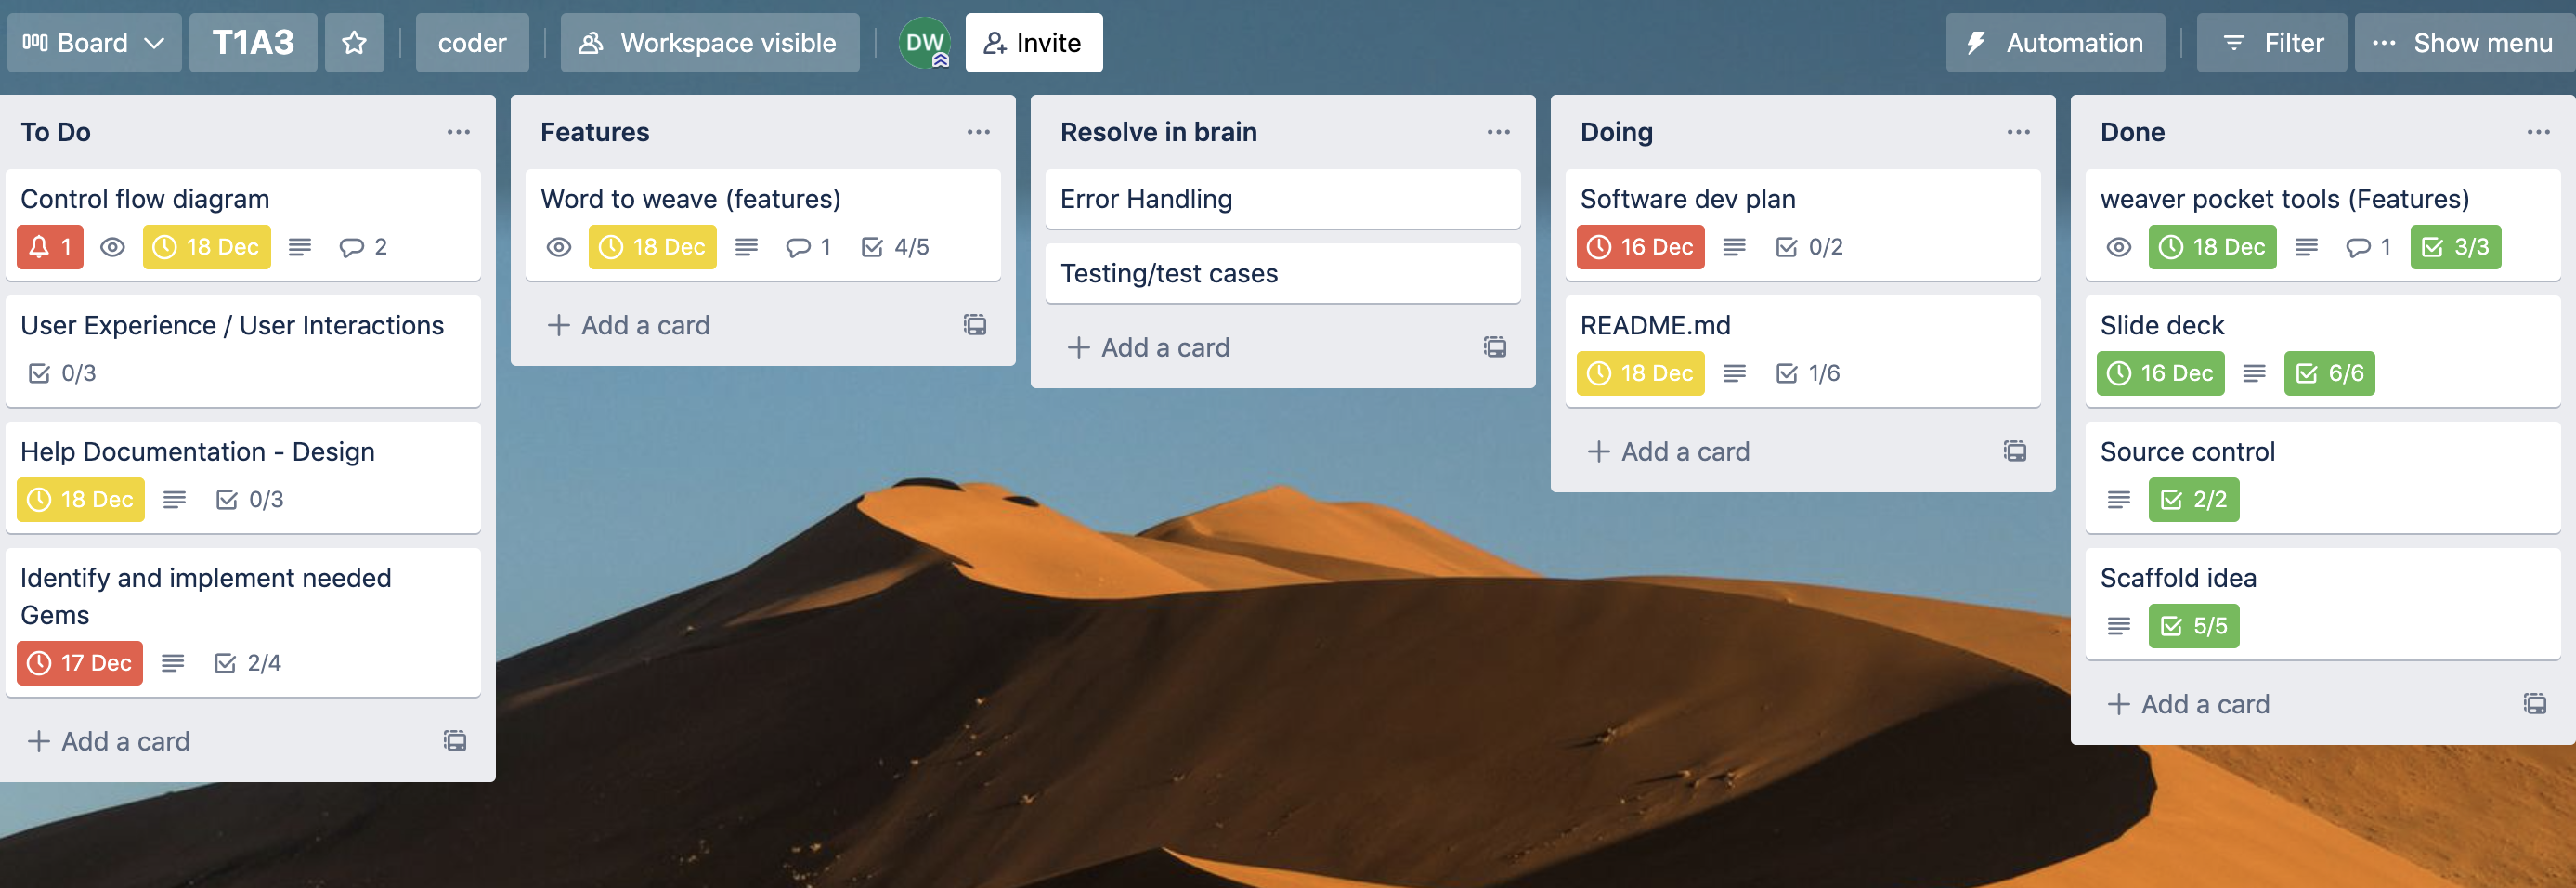 Board T1A3 coder Workspace visible DW Invite Automation Filter Show menu
To Do
Control flow diagram
1 18 Dec 2
User Experience / User Interactions
0/3
Help Documentation - Design
18 Dec 0/3
Identify and implement needed
Gems
17 Dec 2/4
Add a card
Features
Word to weave (features)
18 Dec 1 4/5
Add a card
Resolve in brain
Error Handling
Testing/test cases
Add a card
Doing
Software dev plan
16 Dec 0/2
README.md
18 Dec 1/6
Add a card
Done
weaver pocket tools (Features)
18 Dec 1 3/3
Slide deck
16 Dec 6/6
Source control
2/2
Scaffold idea
5/5
Add a card